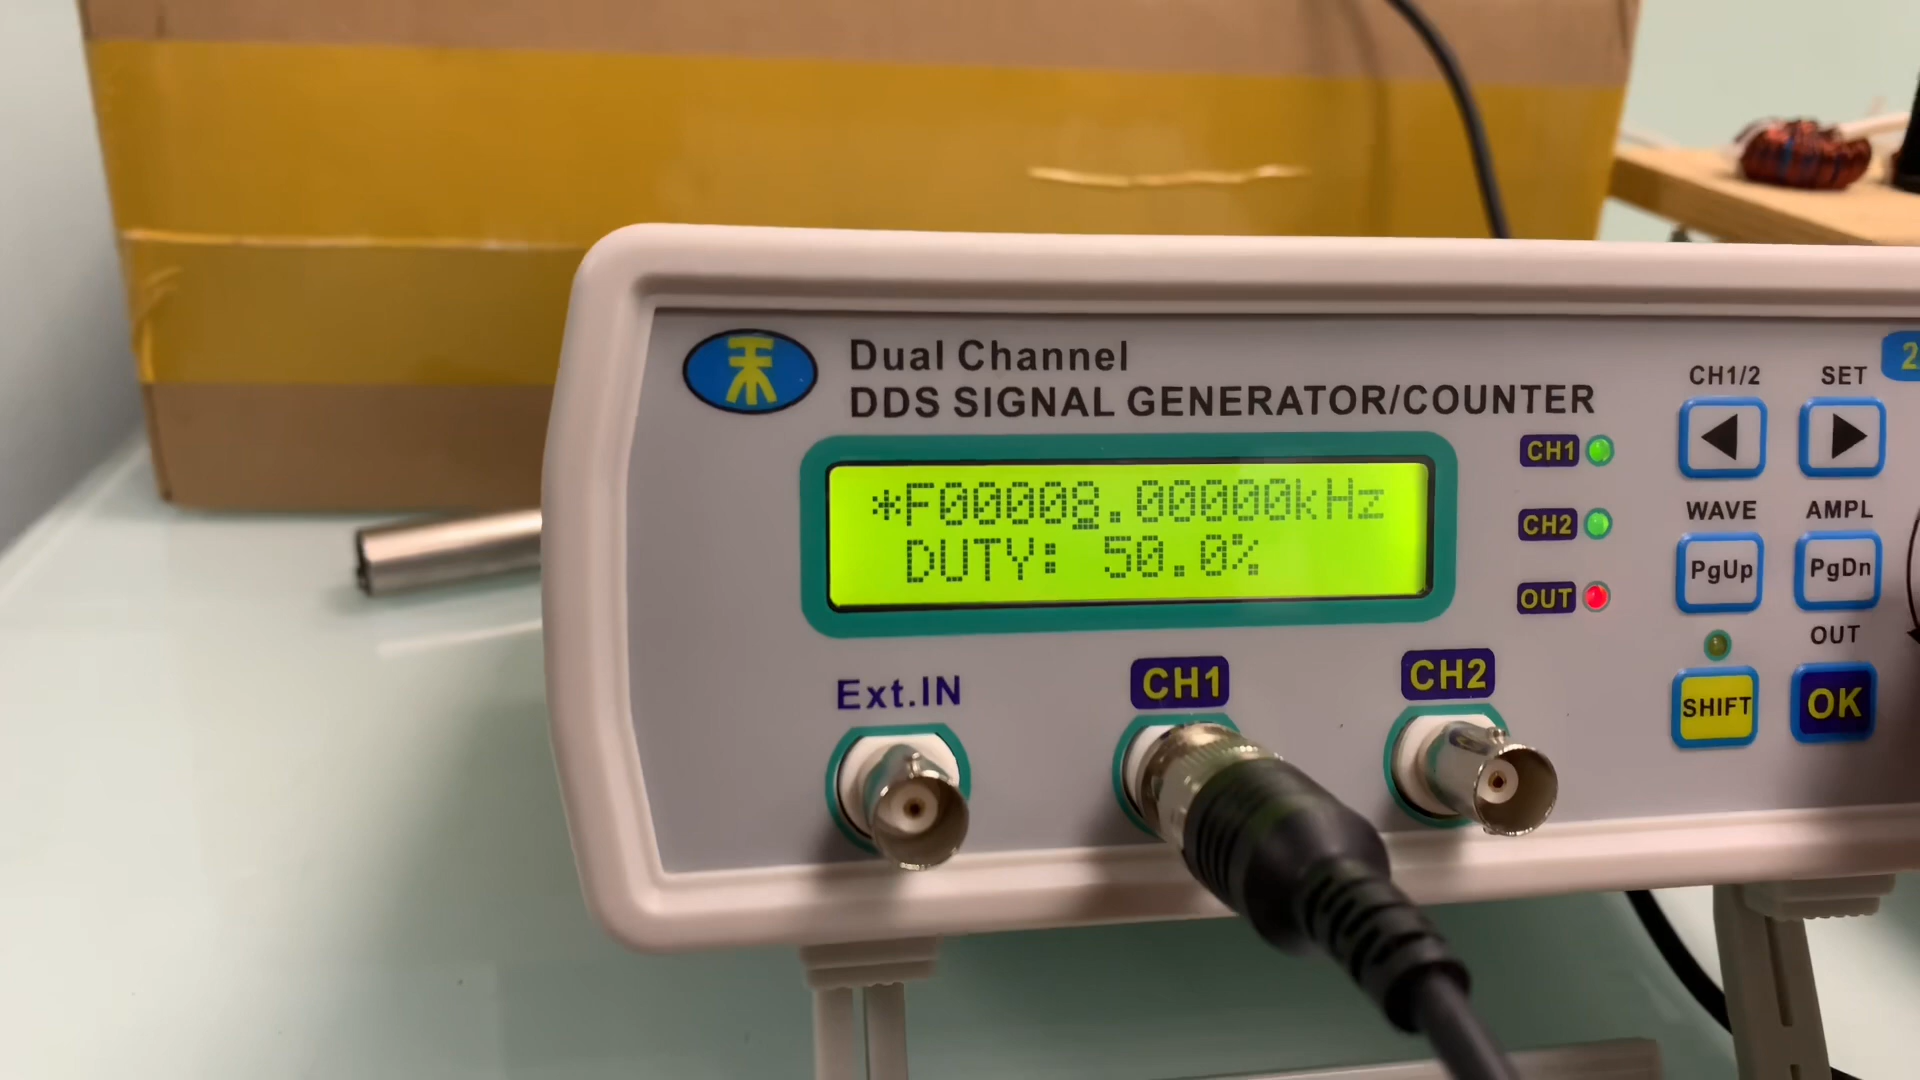 Dual Channel
DDS SIGNAL GENERATOR/COUNTER
*F00008.00000kHz
DUTY: 50.0%
CH1
CH2
OUT
CH1/2
SET
2
WAVE
AMPL
PgUp
PgDn
OUT
SHIFT
OK
Ext.IN
CH1
CH2